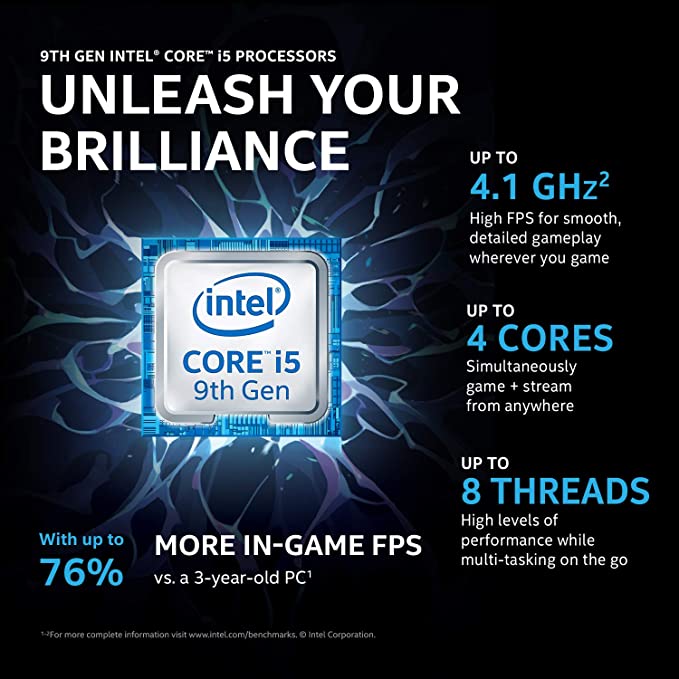 9TH GEN INTEL® CORE™ i5 PROCESSORS
UNLEASH YOUR
BRILLIANCE
intel®
CORE™ i5
9th Gen
UP TO
4.1 GHz²
High FPS for smooth,
detailed gameplay
wherever you game
UP TO
4 CORES
Simultaneously
game + stream
from anywhere
UP TO
8 THREADS
High levels of
performance while
multi-tasking on the go
With up to
76%
MORE IN-GAME FPS
vs. a 3-year-old PC¹
¹⁻²For more complete information visit www.intel.com/benchmarks. © Intel Corporation.